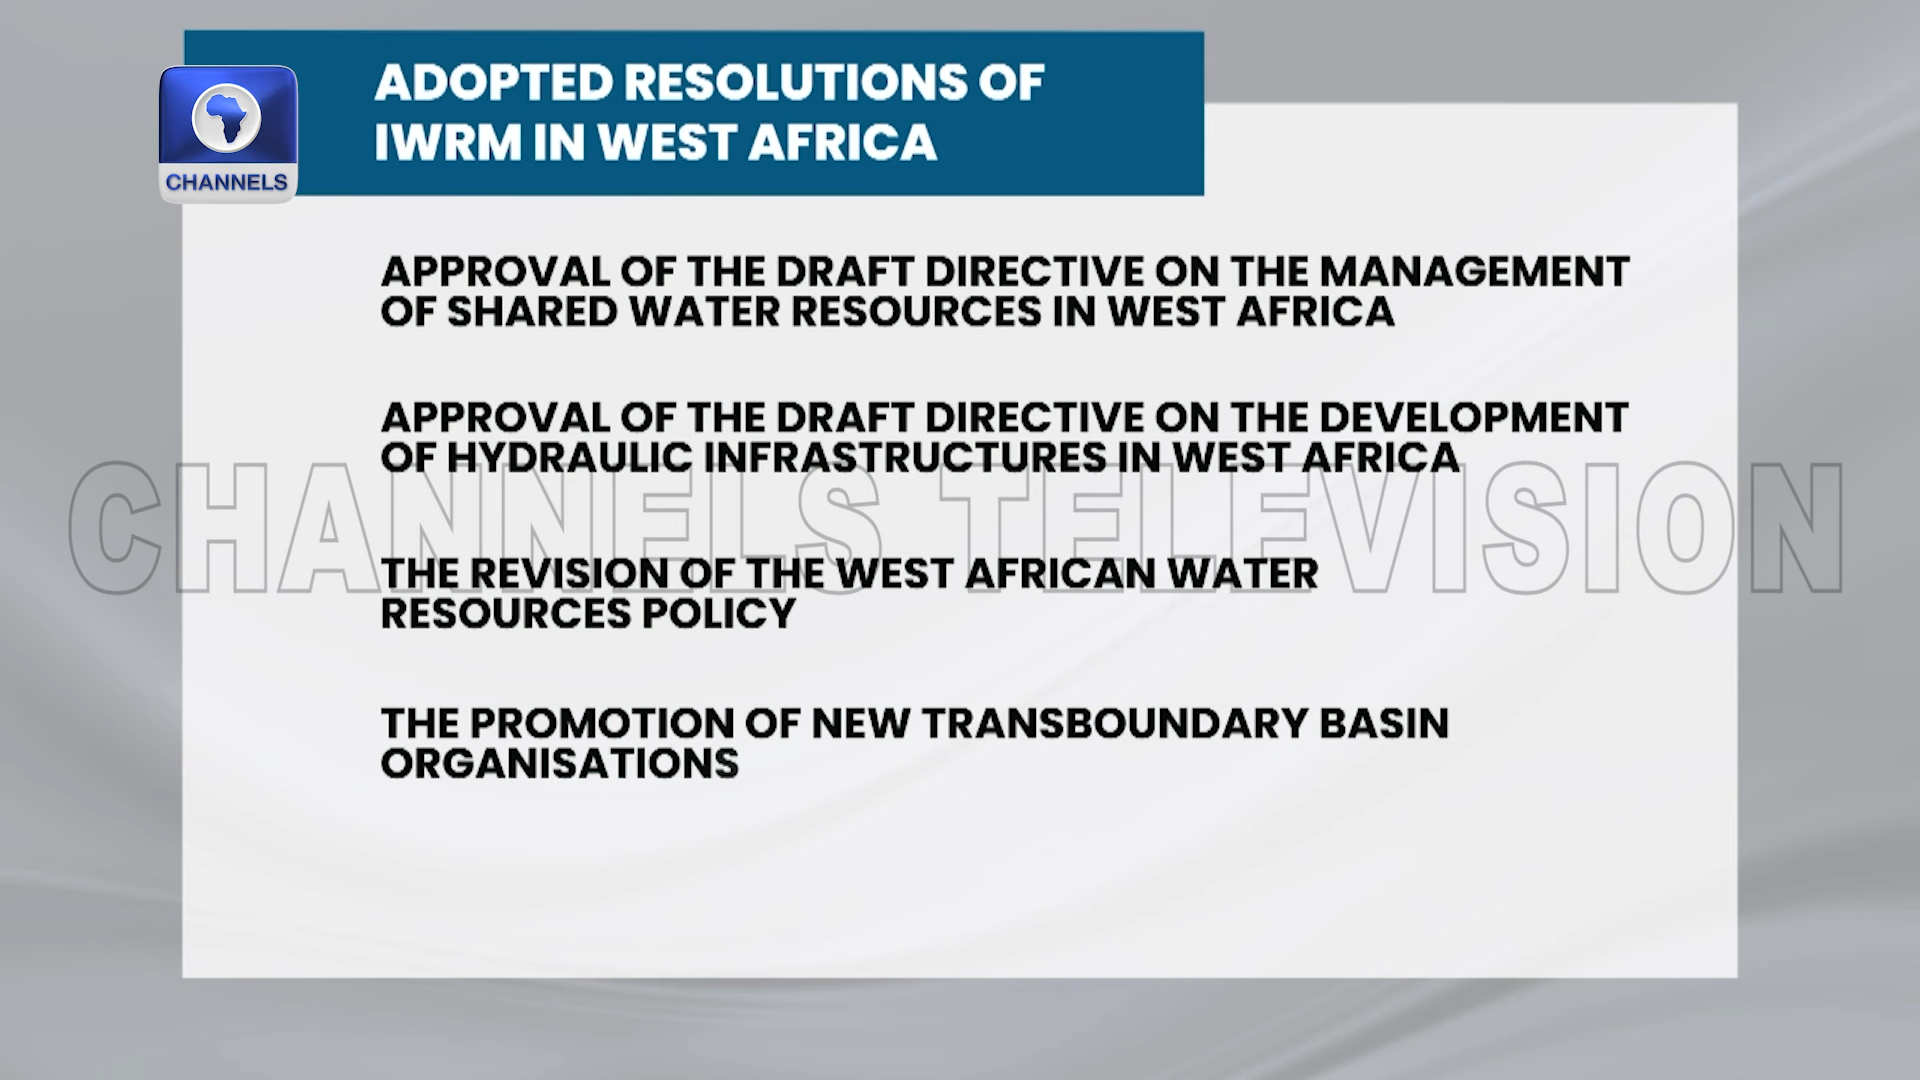 ADOPTED RESOLUTIONS OF
IWRM IN WEST AFRICA
CHANNELS
APPROVAL OF THE DRAFT DIRECTIVE ON THE MANAGEMENT
OF SHARED WATER RESOURCES IN WEST AFRICA
APPROVAL OF THE DRAFT DIRECTIVE ON THE DEVELOPMENT
OF HYDRAULIC INFRASTRUCTURES IN WEST AFRICA
CHANNELS TELEVISION
THE REVISION OF THE WEST AFRICAN WATER
RESOURCES POLICY
THE PROMOTION OF NEW TRANSBOUNDARY BASIN
ORGANISATIONS